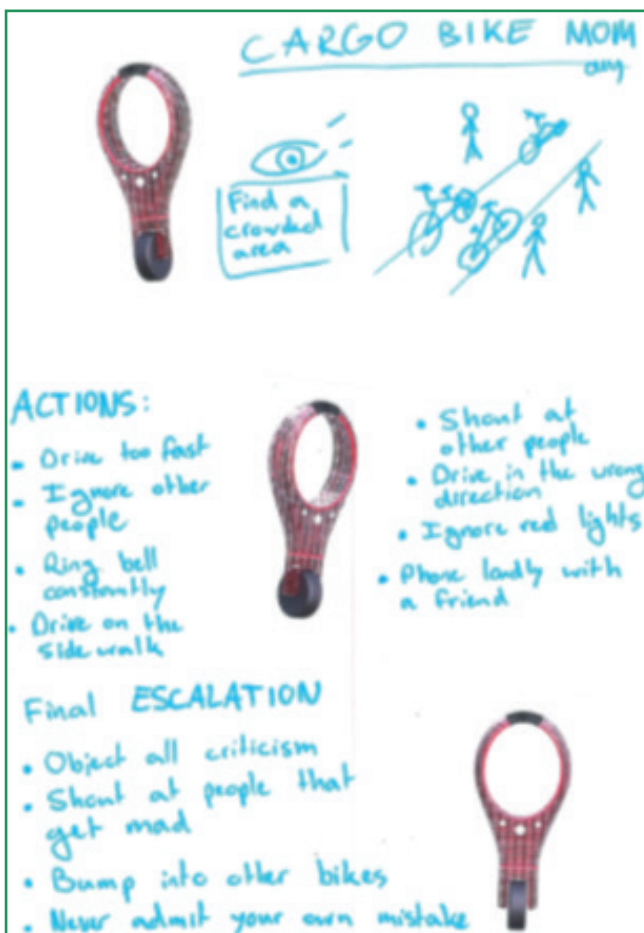 CARGO BIKE MOM
Find a
crowded
area
ACTIONS:
- Drive too fast
- Ignore other
people
• Ring bell
constantly
• Drive on the
sidewalk
• Shout at
other people
• Drive in the wrong
direction
• Ignore red lights
• Phone loudly with
a friend
Final ESCALATION
• Object all criticism
• Shout at people that
get mad
• Bump into other bikes
• Never admit your own mistake